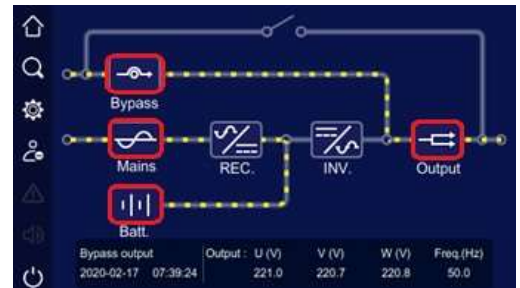 Bypass
Mains
REC.
INV.
Output
Batt.
Bypass output
Output : U (V) V (V) W (V) Freq.(Hz)
2020-02-17 07:39:24
221.0 220.7 220.8 50.0